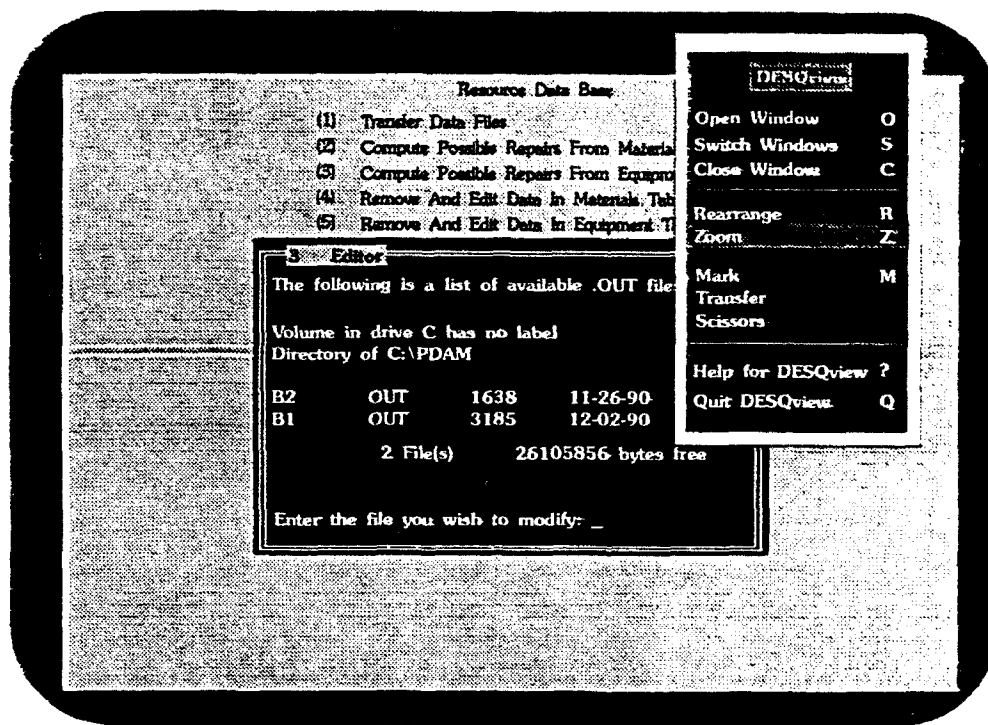 Resource Data Base
(1) Transfer Data Files
(2) Compute Possible Repairs From Material
(3) Compute Possible Repairs From Equipm
(4) Remove And Edit Data In Materials Tab
(5) Remove And Edit Data In Equipment T
3 Editor
The following is a list of available .OUT files
Volume in drive C has no label
Directory of C:\PDAM
B2 OUT 1638 11-26-90
B1 OUT 3185 12-02-90
2 File(s) 26105856 bytes free
Enter the file you wish to modify: _
DESQview
Open Window O
Switch Windows S
Close Window C
Rearrange R
Zoom Z
Mark M
Transfer
Scissors
Help for DESQview ?
Quit DESQview Q